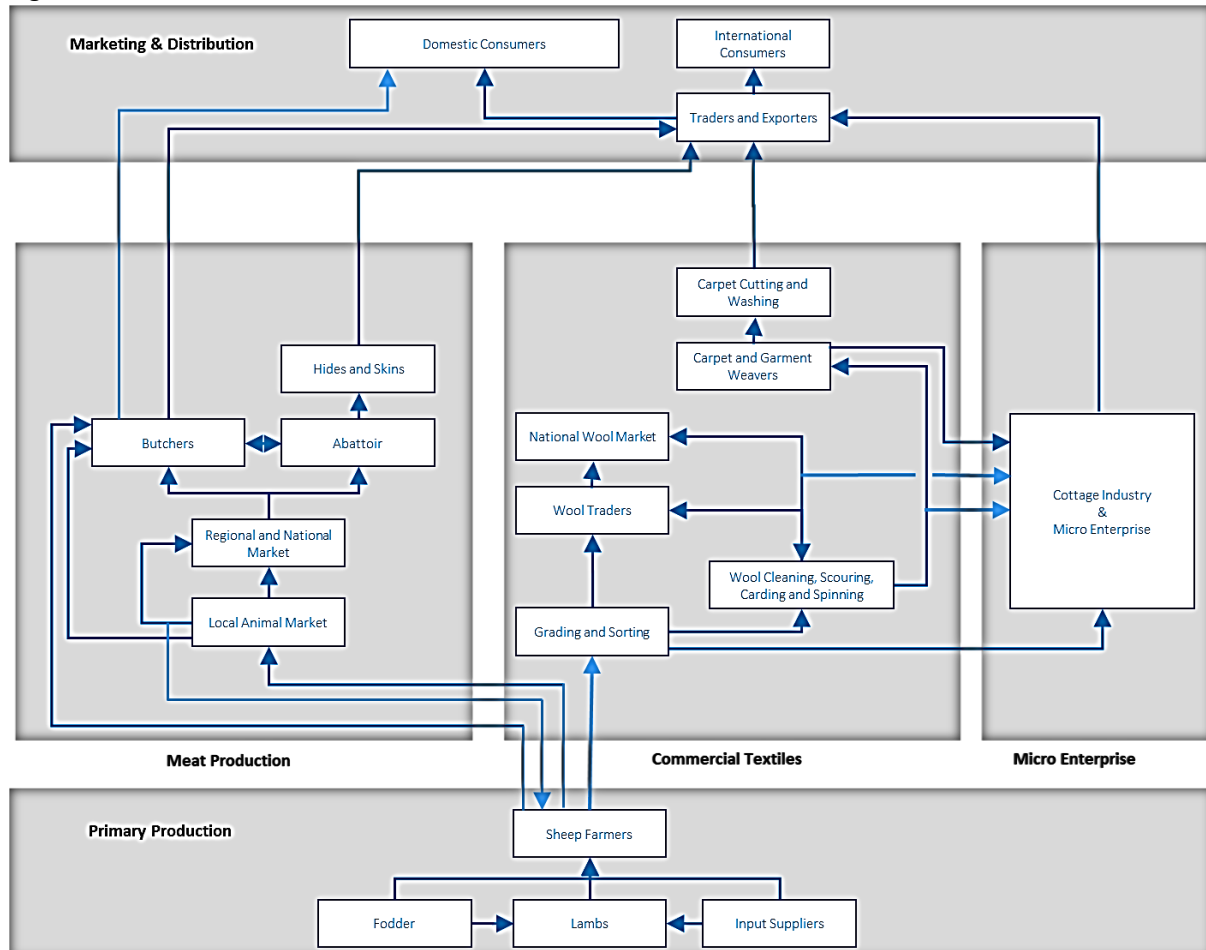 Marketing & Distribution
Domestic Consumers
International
Consumers
Traders and Exporters
Carpet Cutting and
Washing
Carpet and Garment
Weavers
Hides and Skins
Butchers
Abattoir
National Wool Market
Wool Traders
Cottage Industry
&
Micro Enterprise
Regional and National
Market
Wool Cleaning, Scouring,
Carding and Spinning
Local Animal Market
Grading and Sorting
Meat Production
Commercial Textiles
Micro Enterprise
Primary Production
Sheep Farmers
Fodder
Lambs
Input Suppliers